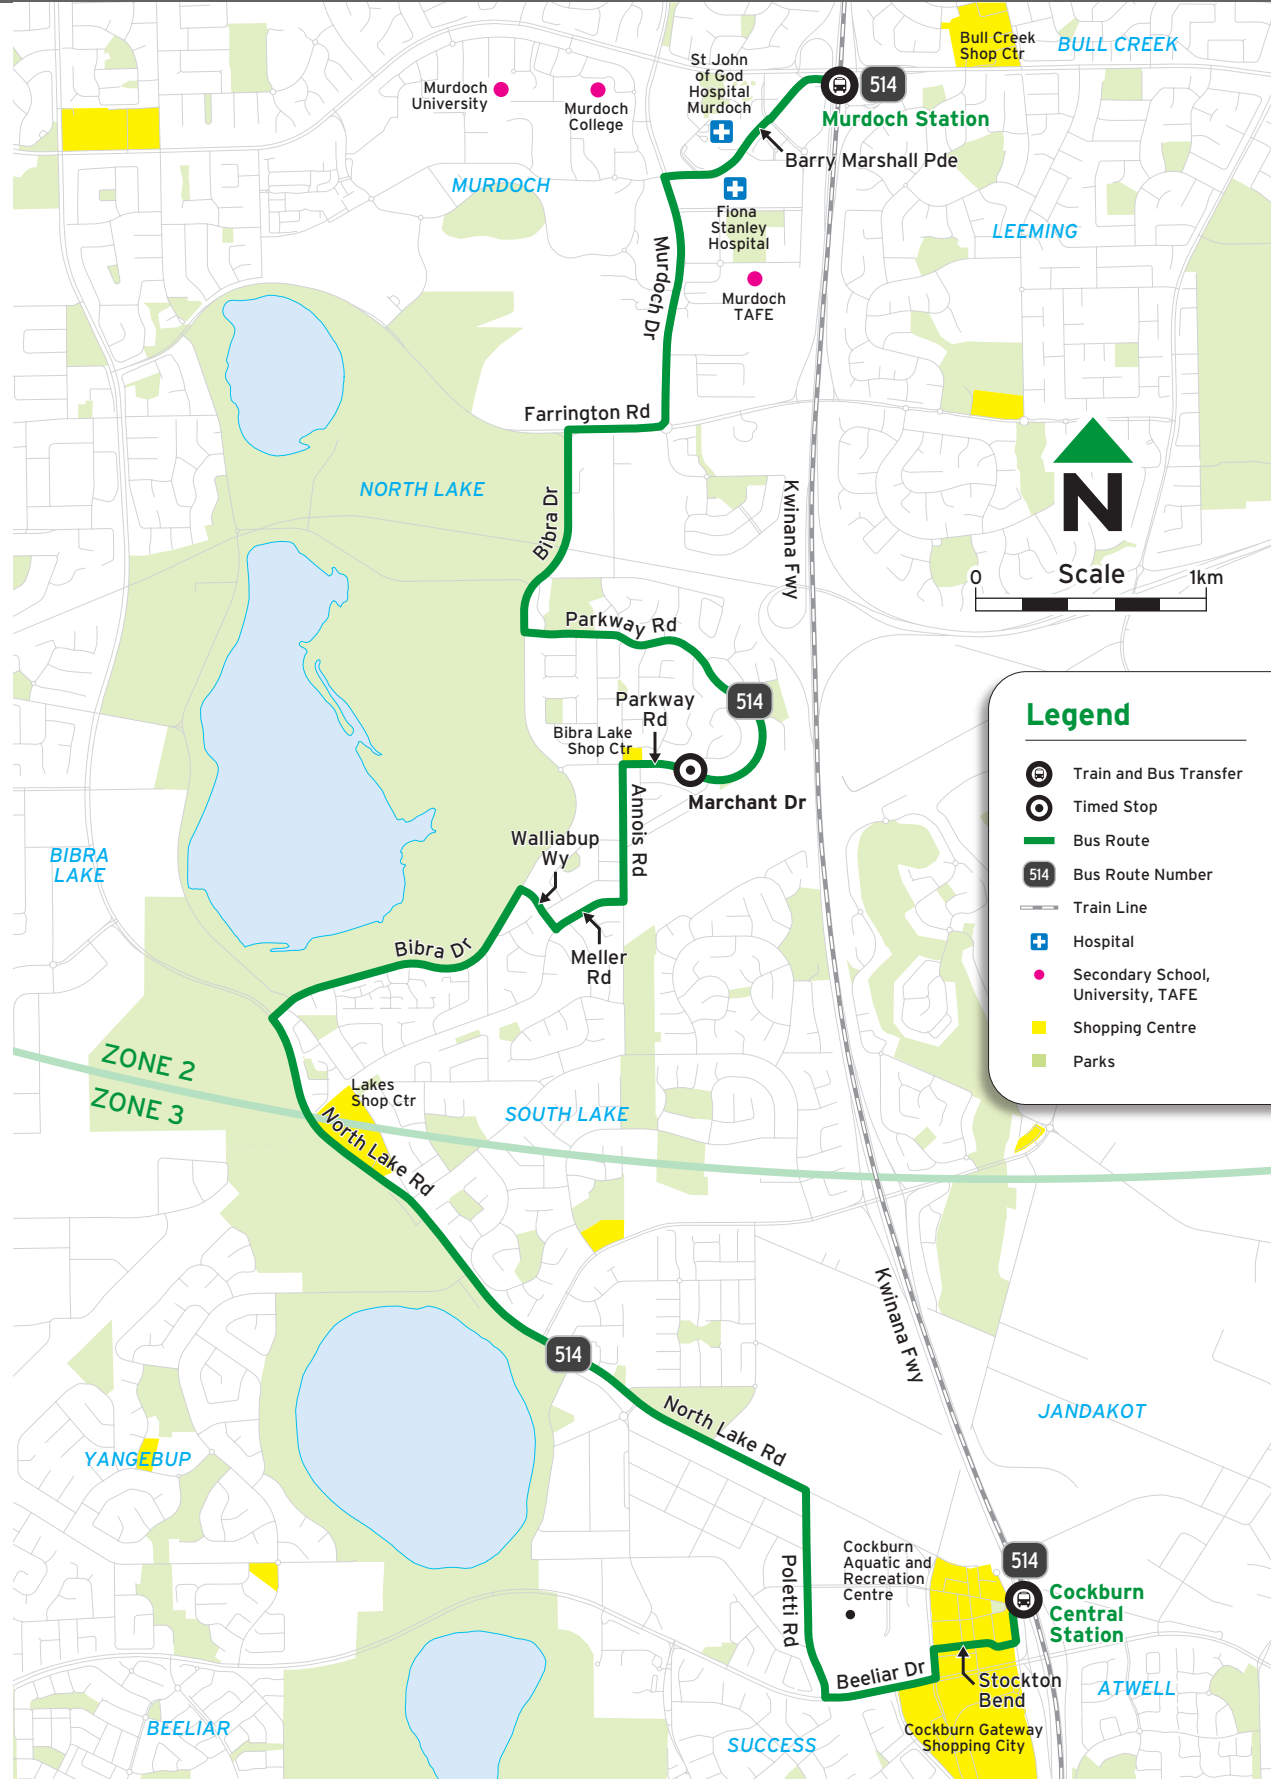 Bull Creek
Shop Ctr
BULL CREEK
St John
of God
Hospital
Murdoch
514
Murdoch
University
Murdoch
College
Murdoch Station
Barry Marshall Pde
MURDOCH
Fiona
Stanley
Hospital
LEEMING
Murdoch Dr
Murdoch
TAFE
Farrington Rd
NORTH LAKE
Bibra Dr
Kwinana Fwy
N
0
Scale
1km
Parkway Rd
514
Parkway
Rd
Bibra Lake
Shop Ctr
Marchant Dr
Annois Rd
Walliabup
Wy
BIBRA
LAKE
Meller
Rd
Bibra Dr
Legend
Train and Bus Transfer
Timed Stop
Bus Route
514
Bus Route Number
Train Line
Hospital
Secondary School,
University, TAFE
Shopping Centre
Parks
ZONE 2
ZONE 3
Lakes
Shop Ctr
North Lake Rd
SOUTH LAKE
Kwinana Fwy
514
North Lake Rd
JANDAKOT
YANGEBUP
Poletti Rd
Cockburn
Aquatic and
Recreation
Centre
514
Cockburn
Central
Station
Beeliar Dr
Stockton
Bend
ATWELL
BEELIAR
Cockburn Gateway
Shopping City
SUCCESS